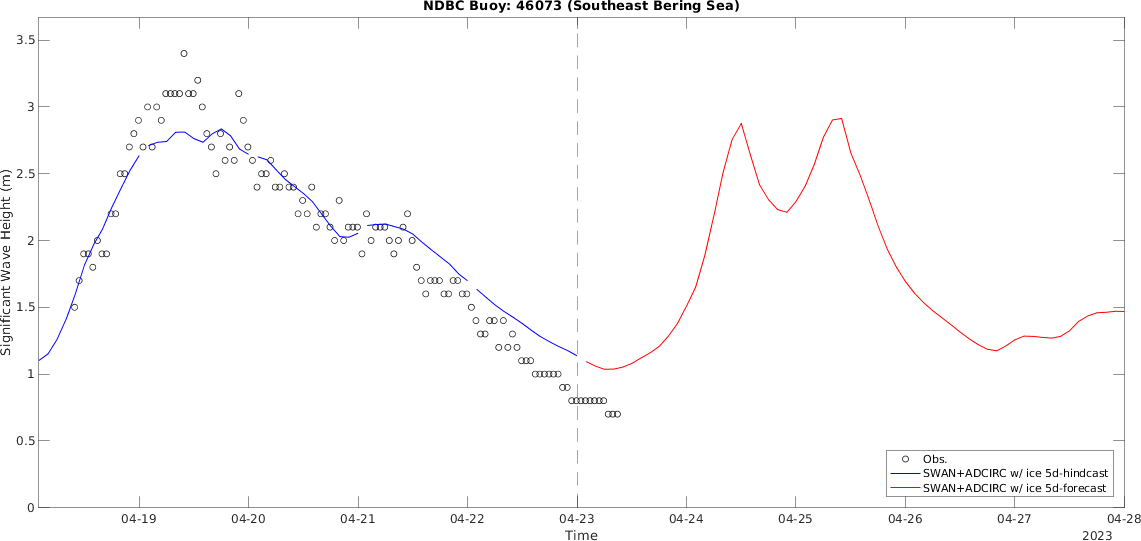 NDBC Buoy: 46073 (Southeast Bering Sea)
3.5
3
2.5
2
1.5
1
0.5
0
Significant Wave Height (m)
Obs.
SWAN+ADCIRC w/ ice 5d-hindcast
SWAN+ADCIRC w/ ice 5d-forecast
04-19 04-20 04-21 04-22 04-23 04-24 04-25 04-26 04-27 04-28
Time
2023